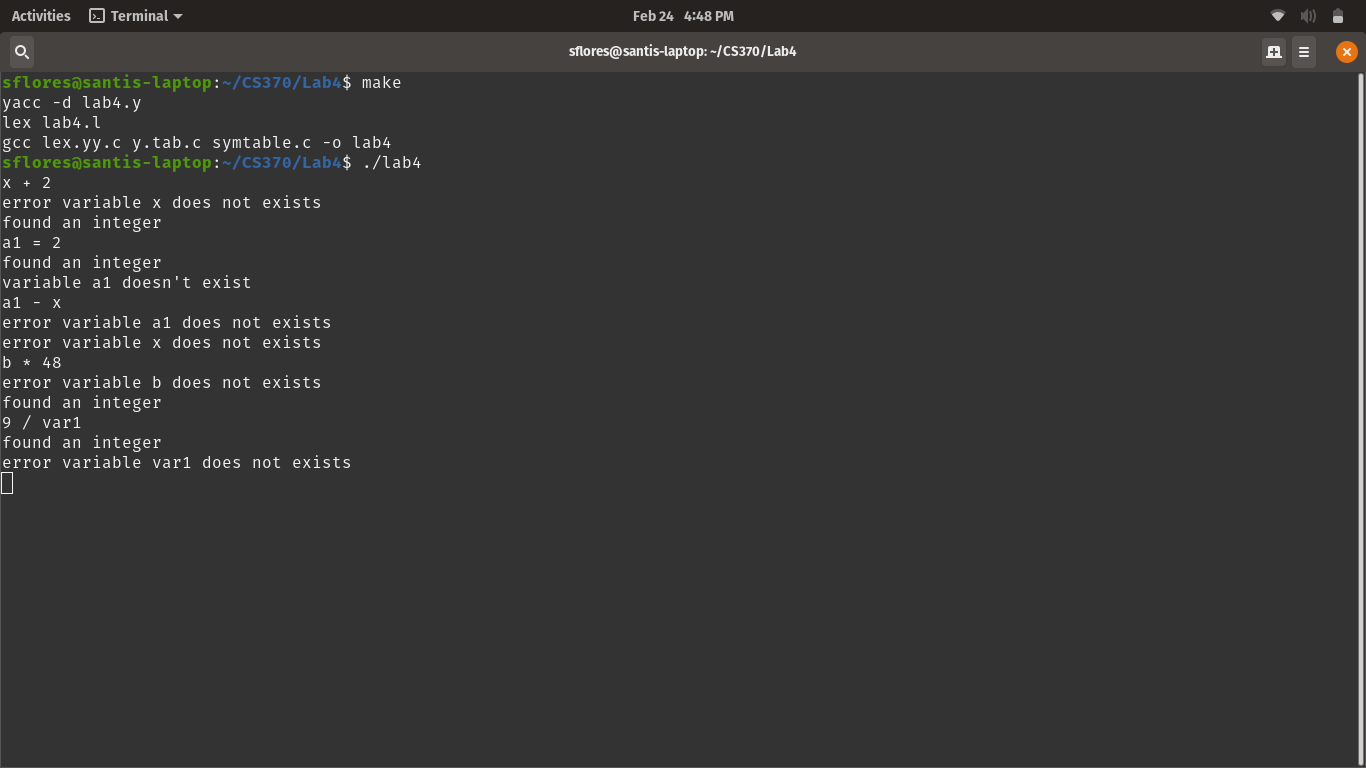 Activities Terminal Feb 24 4:48 PM
sflores@santis-laptop: ~/CS370/Lab4
sflores@santis-laptop:~/CS370/Lab4$ make
yacc -d lab4.y
lex lab4.l
gcc lex.yy.c y.tab.c symtable.c -o lab4
sflores@santis-laptop:~/CS370/Lab4$ ./lab4
x + 2
error variable x does not exists
found an integer
a1 = 2
found an integer
variable a1 doesn't exist
a1 - x
error variable a1 does not exists
error variable x does not exists
b * 48
error variable b does not exists
found an integer
9 / var1
found an integer
error variable var1 does not exists